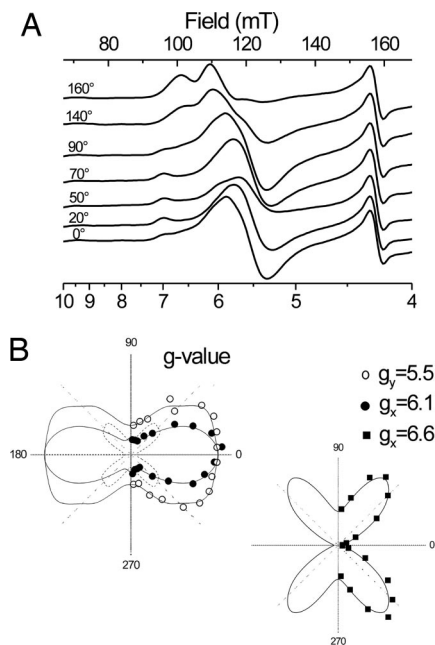 A
Field (mT)
80 100 120 140 160
160°
140°
90°
70°
50°
20°
0°
10 9 8 7 6 5 4
B
g-value
90
180
0
270
○ gy=5.5
● gx=6.1
■ gx=6.6
90
0
270